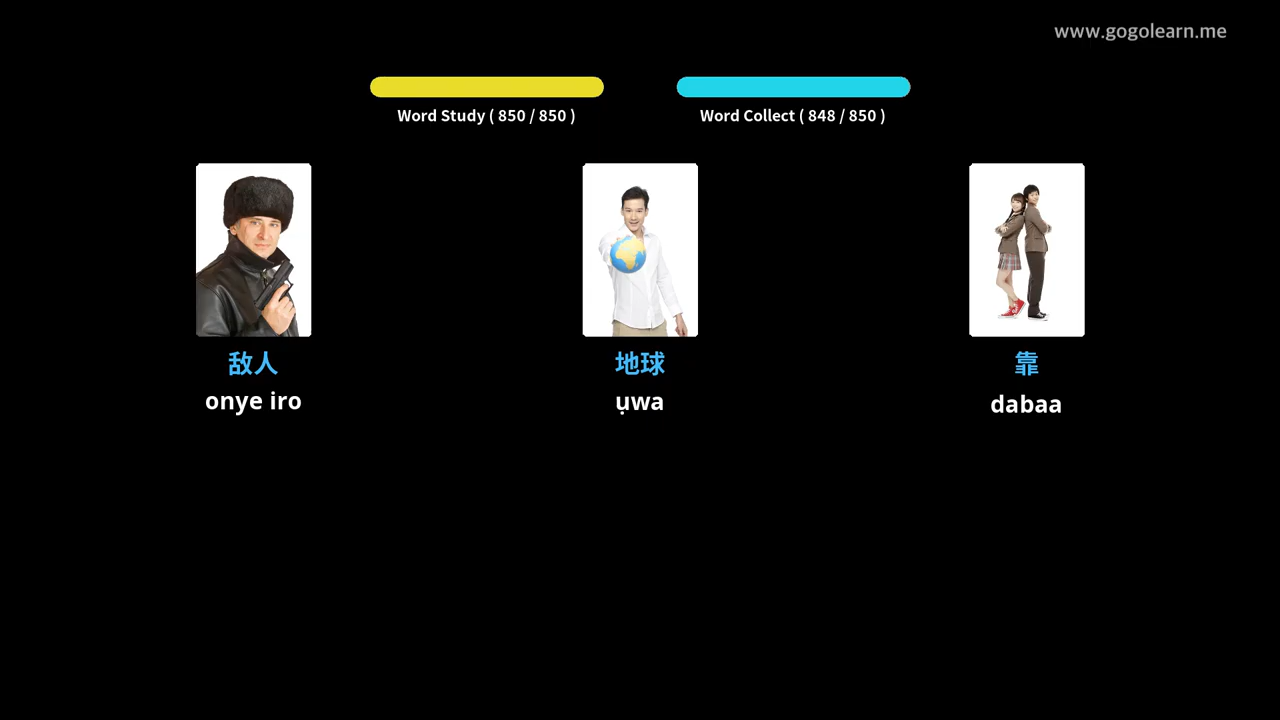 www.gogolearn.me
Word Study ( 850 / 850 )
Word Collect ( 848 / 850 )
敌人
onye iro
地球
ụwa
靠
dabaa